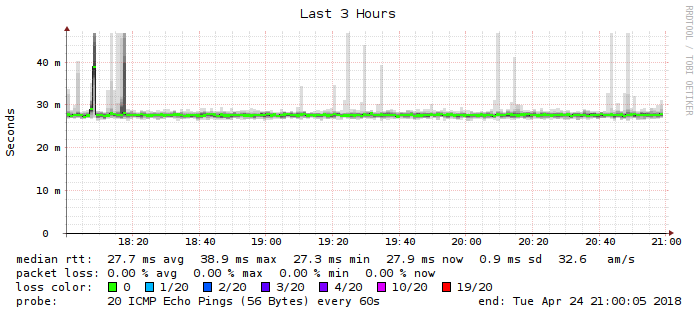 Last 3 Hours
RRDTOOL / TOBI OETIKER
Seconds
40 m
30 m
20 m
10 m
0
18:20 18:40 19:00 19:20 19:40 20:00 20:20 20:40 21:00
median rtt: 27.7 ms avg 38.9 ms max 27.3 ms min 27.9 ms now 0.9 ms sd 32.6 am/s
packet loss: 0.00 % avg 0.00 % max 0.00 % min 0.00 % now
loss color: 0 1/20 2/20 3/20 4/20 10/20 19/20
probe: 20 ICMP Echo Pings (56 Bytes) every 60s end: Tue Apr 24 21:00:05 2018